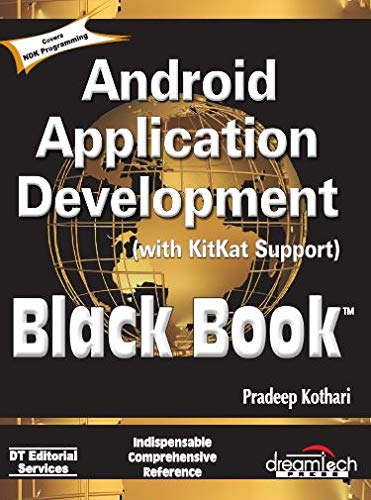 Covers
NDK Programming
Android
Application
Development
(with KitKat Support)
Black Book™
Pradeep Kothari
DT Editorial
Services
Indispensable
Comprehensive
Reference
dreamtech
PRESS